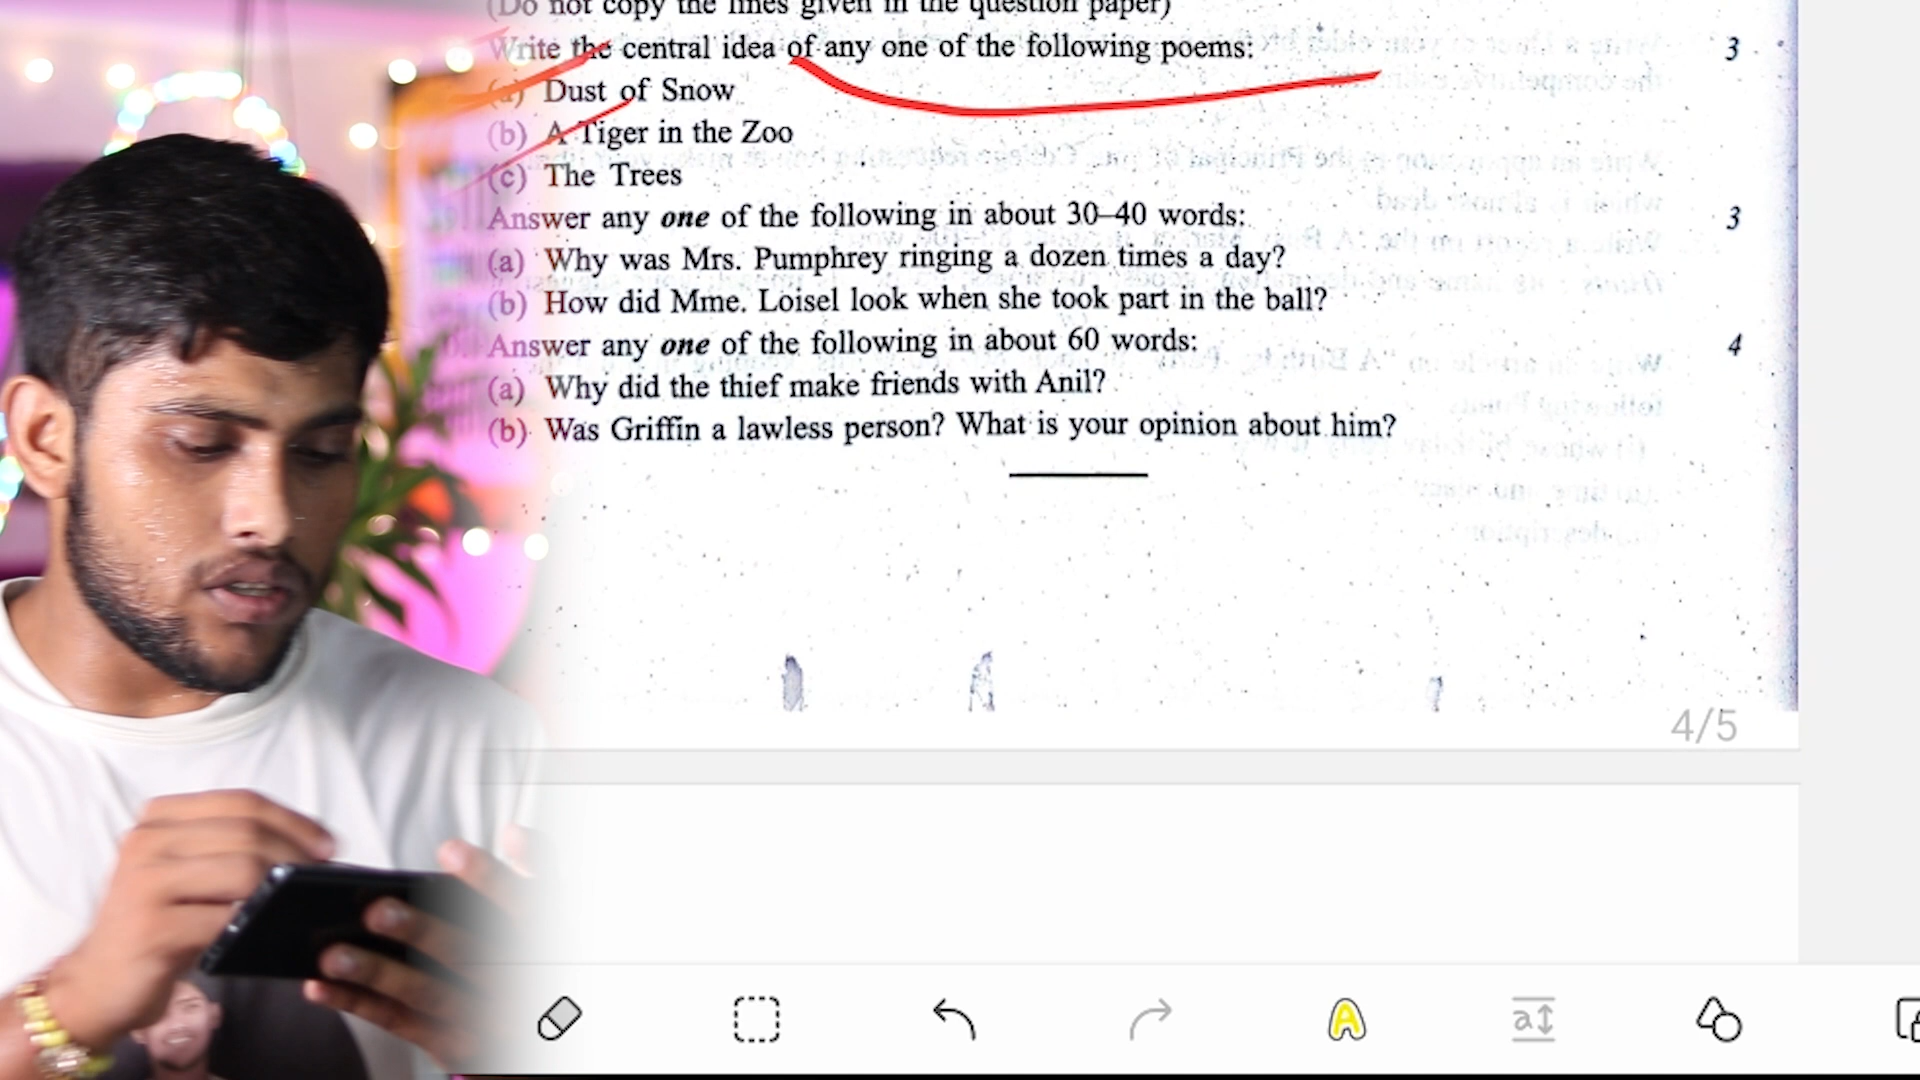 (Do not copy the lines given in the question paper)
Write the central idea of any one of the following poems: 3
(a) Dust of Snow
(b) A Tiger in the Zoo
(c) The Trees
Answer any one of the following in about 30–40 words: 3
(a) Why was Mrs. Pumphrey ringing a dozen times a day?
(b) How did Mme. Loisel look when she took part in the ball?
Answer any one of the following in about 60 words: 4
(a) Why did the thief make friends with Anil?
(b) Was Griffin a lawless person? What is your opinion about him?
4/5
A
a